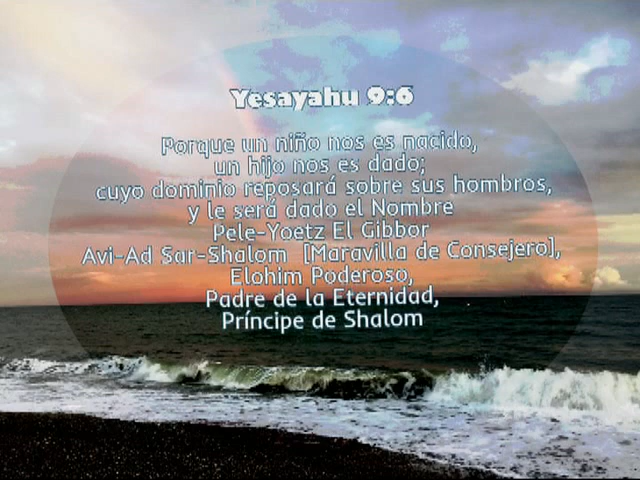 Yesayahu 9:6
Porque un niño nos es nacido,
un hijo nos es dado;
cuyo dominio reposará sobre sus hombros,
y le será dado el Nombre
Pele-Yoetz El Gibbor
Avi-Ad Sar-Shalom [Maravilla de Consejero],
Elohim Poderoso,
Padre de la Eternidad,
Príncipe de Shalom